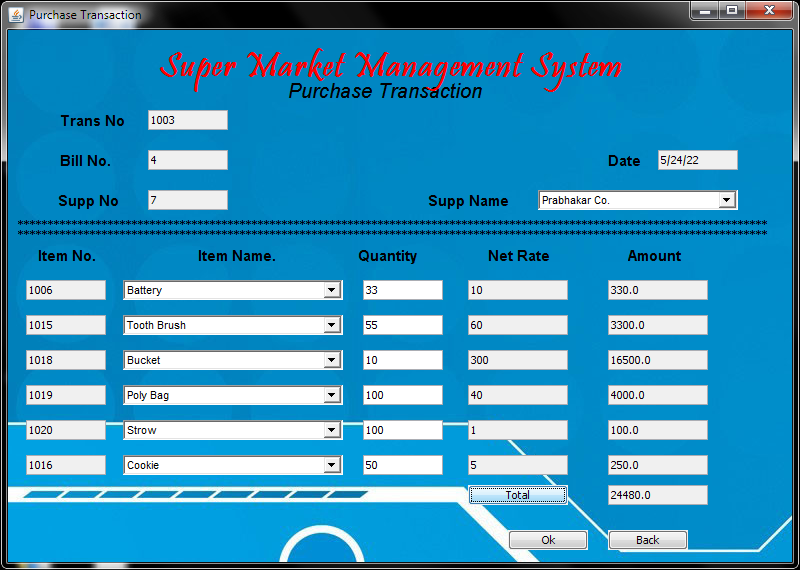 Purchase Transaction
Super Market Management System
Purchase Transaction
Trans No 1003
Bill No. 4 Date 5/24/22
Supp No 7 Supp Name Prabhakar Co.
Item No. Item Name. Quantity Net Rate Amount
1006 Battery 33 10 330.0
1015 Tooth Brush 55 60 3300.0
1018 Bucket 10 300 16500.0
1019 Poly Bag 100 40 4000.0
1020 Strow 100 1 100.0
1016 Cookie 50 5 250.0
Total 24480.0
Ok Back